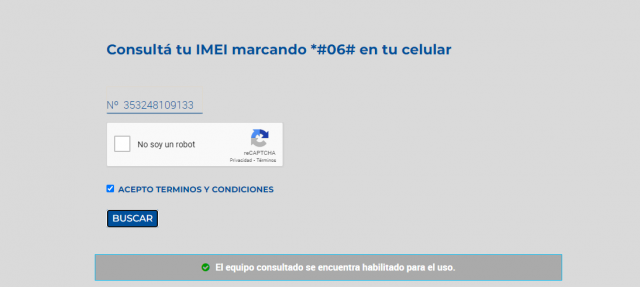 Consultá tu IMEI marcando *#06# en tu celular
Nº 353248109133
No soy un robot
reCAPTCHA
Privacidad - Términos
ACEPTO TERMINOS Y CONDICIONES
BUSCAR
El equipo consultado se encuentra habilitado para el uso.